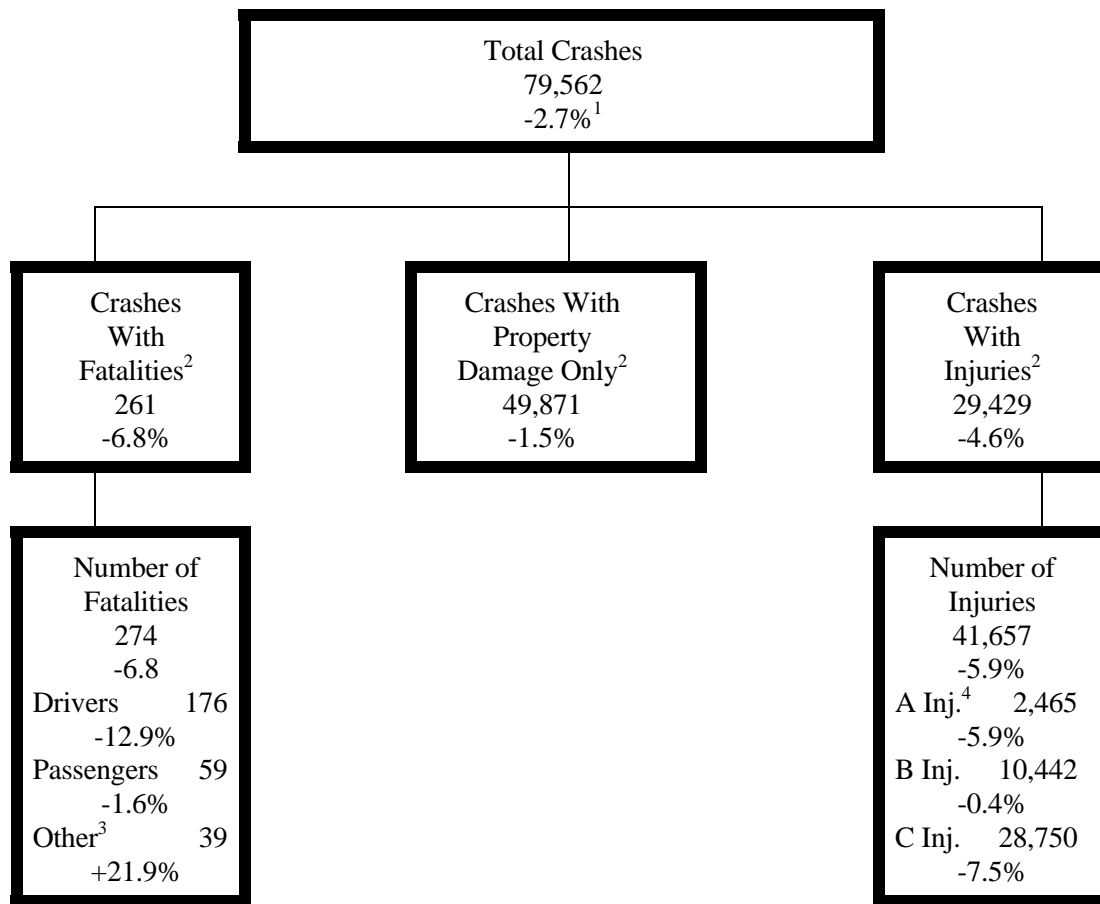 Total Crashes
79,562
-2.7%1
Crashes
With
Fatalities2
261
-6.8%
Crashes With
Property
Damage Only2
49,871
-1.5%
Crashes
With
Injuries2
29,429
-4.6%
Number of
Fatalities
274
-6.8
Drivers 176
-12.9%
Passengers 59
-1.6%
Other3 39
+21.9%
Number of
Injuries
41,657
-5.9%
A Inj.4 2,465
-5.9%
B Inj. 10,442
-0.4%
C Inj. 28,750
-7.5%